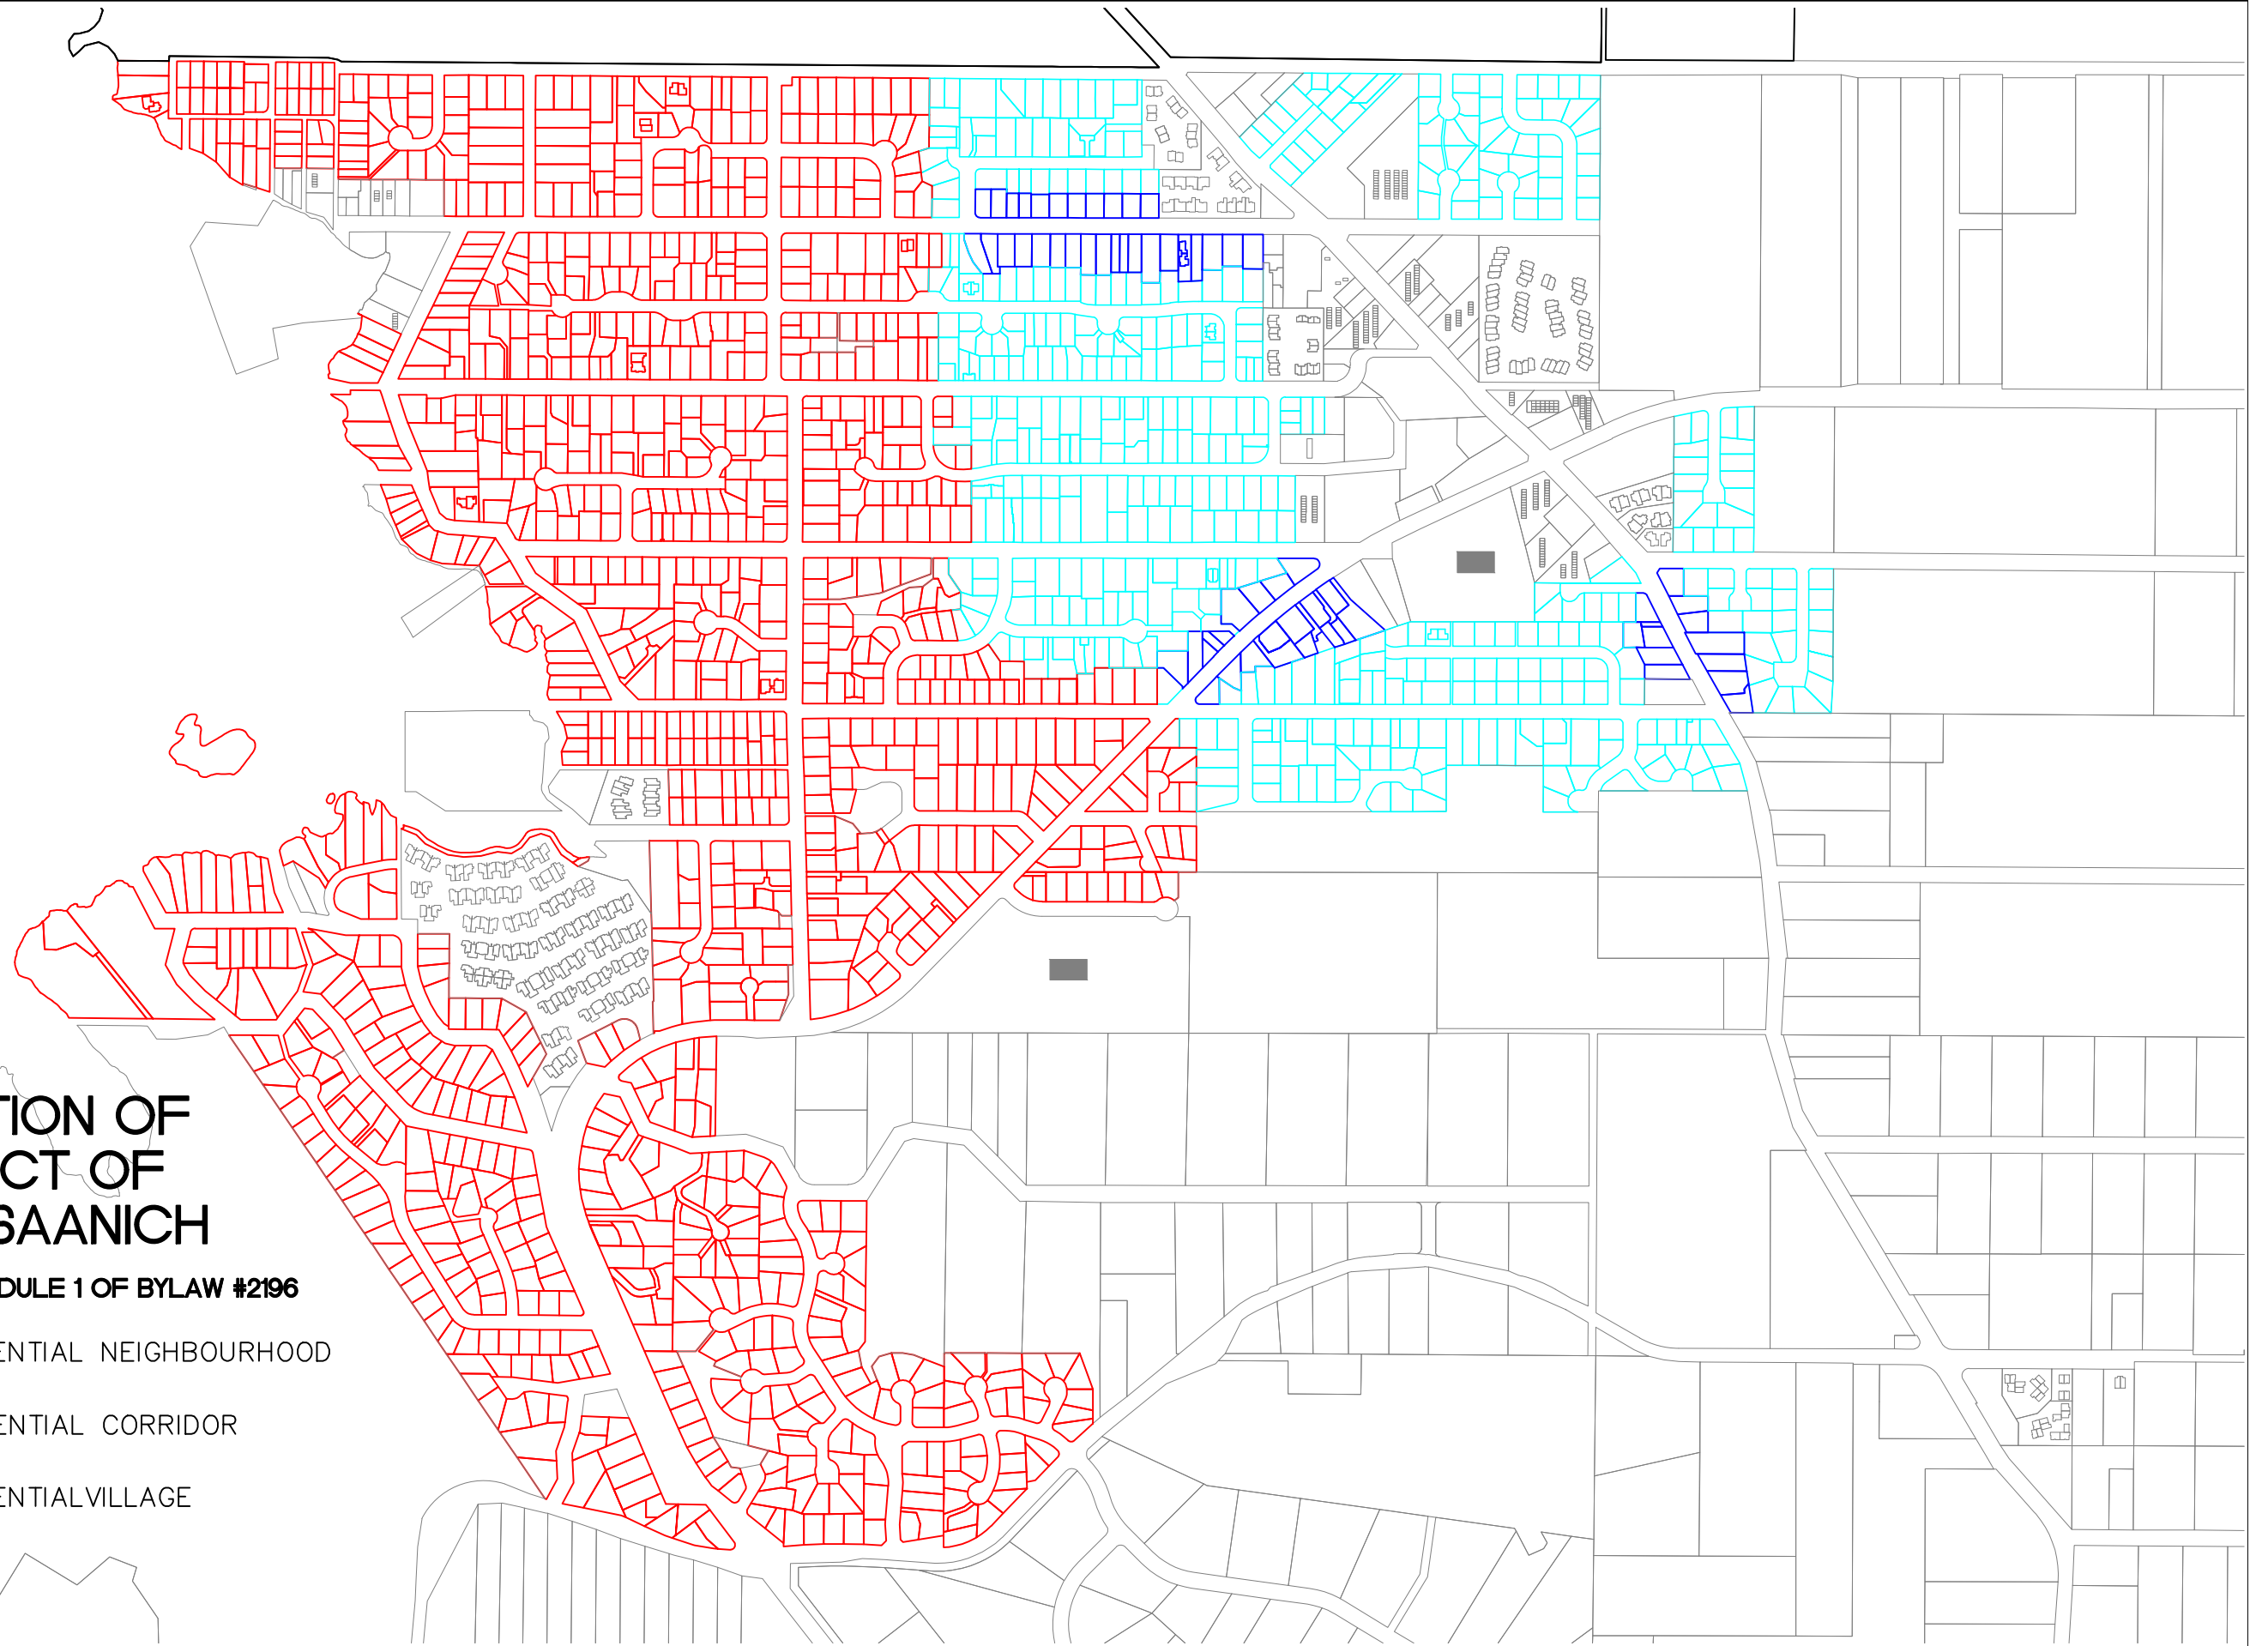 TION OF
CT OF
SAANICH
DULE 1 OF BYLAW #2196
ENTIAL NEIGHBOURHOOD
ENTIAL CORRIDOR
ENTIALVILLAGE